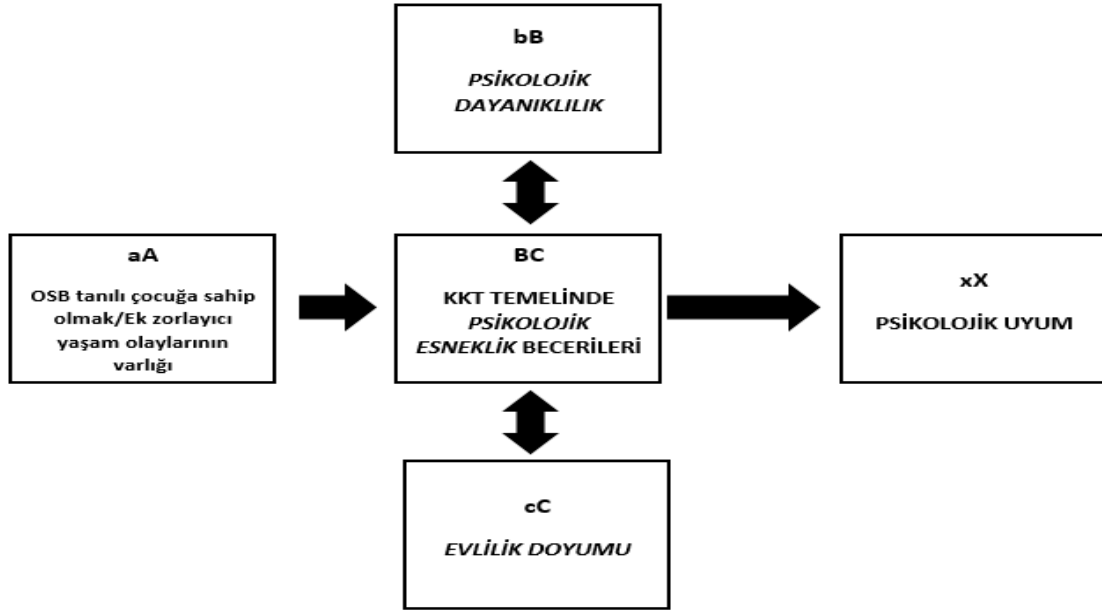 bB
PSİKOLOJİK
DAYANIKLILIK
aA
OSB tanılı çocuğa sahip
olmak/Ek zorlayıcı
yaşam olaylarının
varlığı
BC
KKT TEMELİNDE
PSİKOLOJİK
ESNEKLİK BECERİLERİ
xX
PSİKOLOJİK UYUM
cC
EVLİLİK DOYUMU